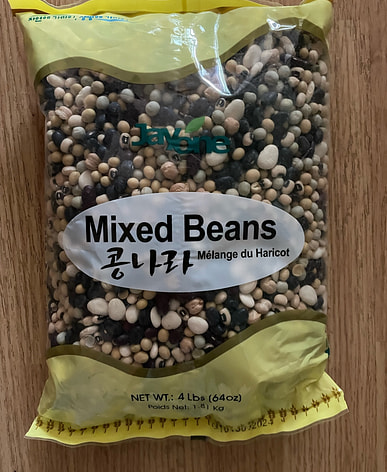 Jayone
Mixed Beans
콩나라 Mélange du Haricot
NET WT.: 4 Lbs (64oz)
Poids Net: 1.81 Kg